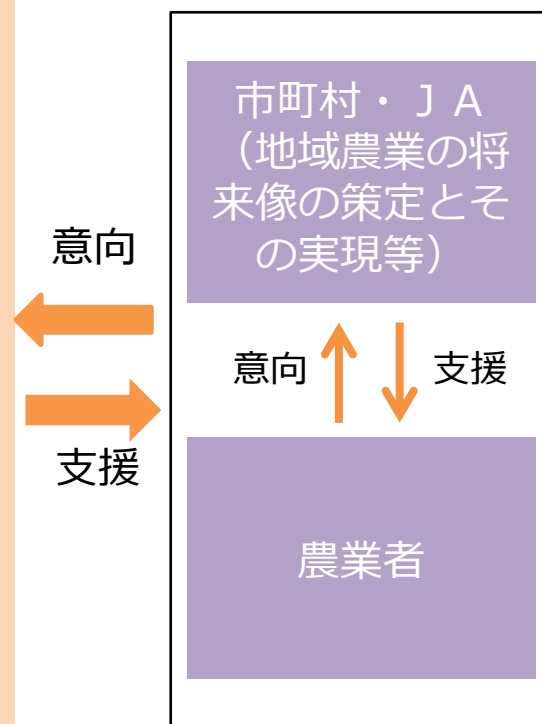 市町村・ＪＡ
（地域農業の将
来像の策定とそ
の実現等）
意向
意向
支援
支援
農業者